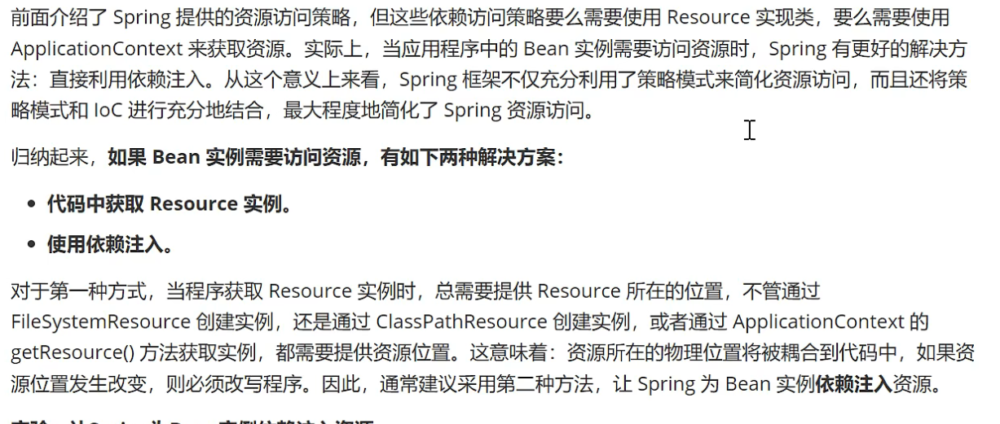 前面介绍了 Spring 提供的资源访问策略，但这些依赖访问策略要么需要使用 Resource 实现类，要么需要使用
ApplicationContext 来获取资源。实际上，当应用程序中的 Bean 实例需要访问资源时，Spring 有更好的解决方
法：直接利用依赖注入。从这个意义上来看，Spring 框架不仅充分利用了策略模式来简化资源访问，而且还将策
略模式和 IoC 进行充分地结合，最大程度地简化了 Spring 资源访问。
归纳起来，如果 Bean 实例需要访问资源，有如下两种解决方案：
• 代码中获取 Resource 实例。
• 使用依赖注入。
对于第一种方式，当程序获取 Resource 实例时，总需要提供 Resource 所在的位置，不管通过
FileSystemResource 创建实例，还是通过 ClassPathResource 创建实例，或者通过 ApplicationContext 的
getResource() 方法获取实例，都需要提供资源位置。这意味着：资源所在的物理位置将被耦合到代码中，如果资
源位置发生改变，则必须改写程序。因此，通常建议采用第二种方法，让 Spring 为 Bean 实例依赖注入资源。